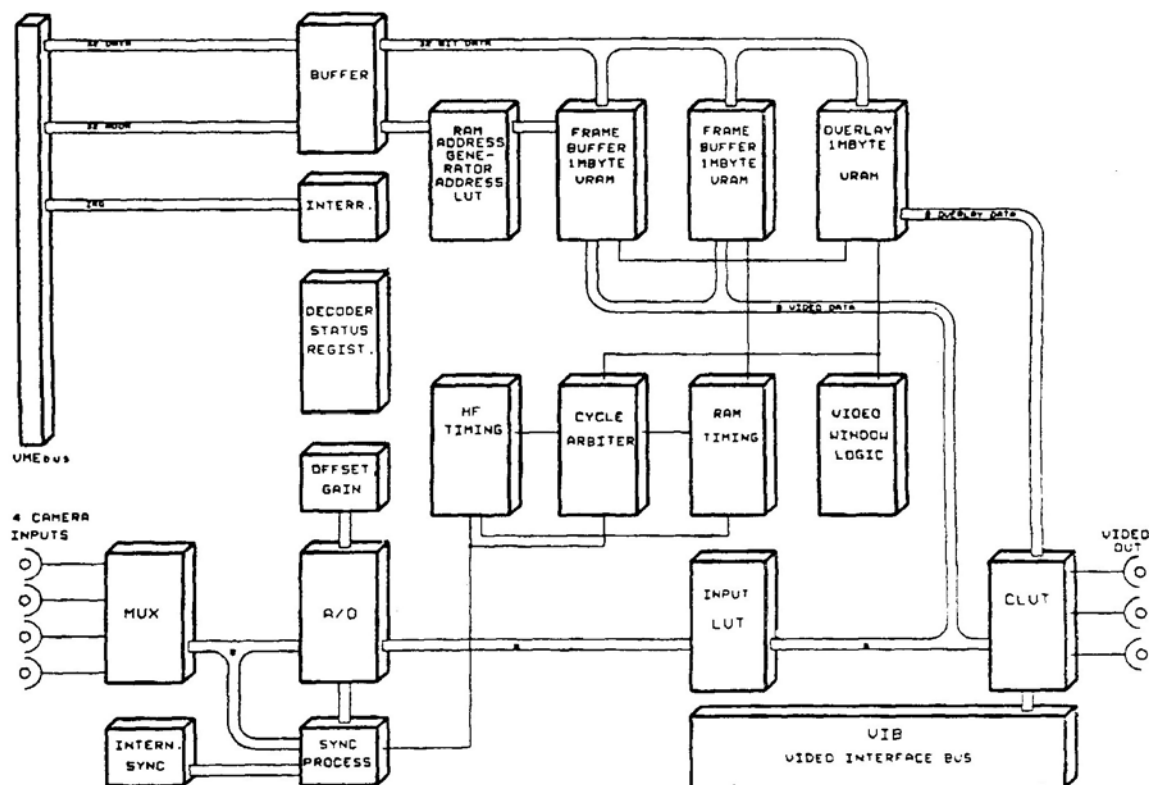 32 DATA
32 BIT DATA
BUFFER
32 ADDR
RAM
ADDRESS
GENE-
RATOR
ADDRESS
LUT
FRAME
BUFFER
1MBYTE
VRAM
FRAME
BUFFER
1MBYTE
VRAM
OVERLAY
1MBYTE
VRAM
IRQ
INTERR.
8 OVERLAY DATA
DECODER
STATUS
REGIST.
8 VIDEO DATA
HF
TIMING
CYCLE
ARBITER
RAM
TIMING
VIDEO
WINDOW
LOGIC
VMEbus
OFFSET
GAIN
4 CAMERA
INPUTS
MUX
A/D
INPUT
LUT
CLUT
VIDEO
OUT
8
8
INTERN.
SYNC
SYNC
PROCESS
VIB
VIDEO INTERFACE BUS